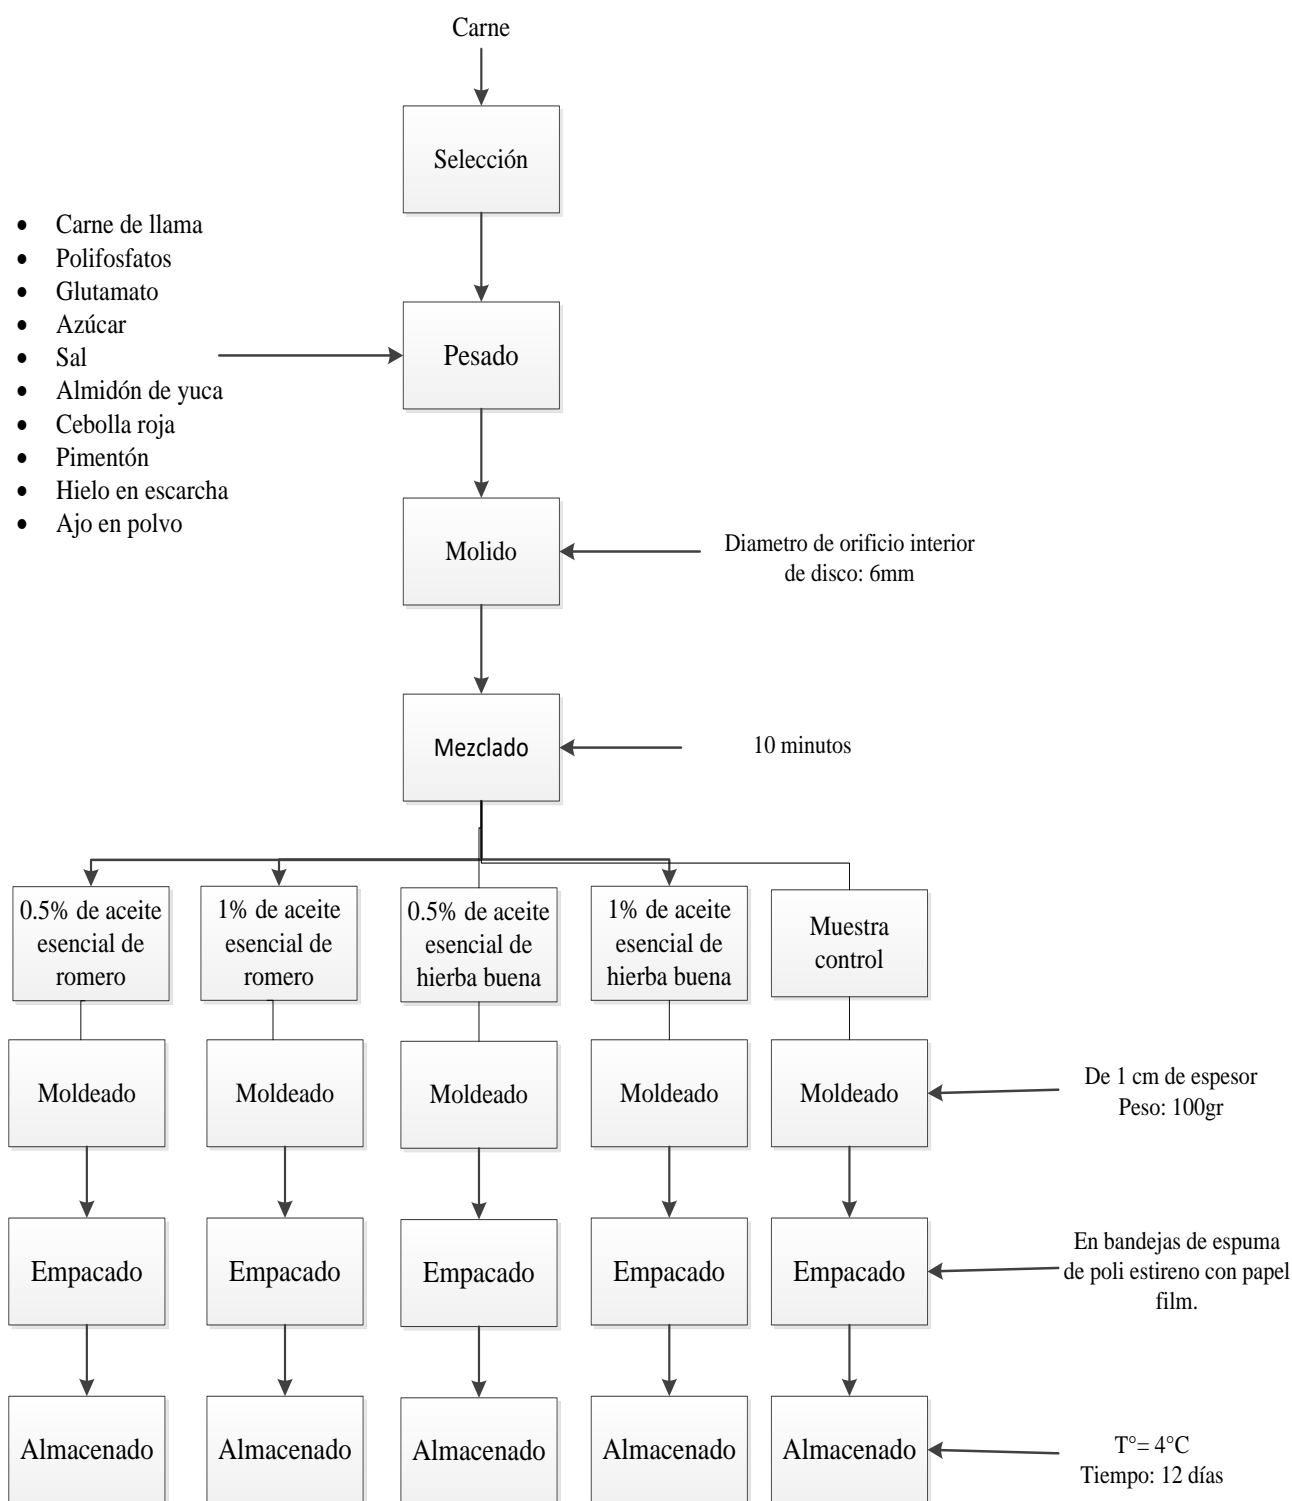 Carne
Selección
• Carne de llama
• Polifosfatos
• Glutamato
• Azúcar
• Sal
• Almidón de yuca
• Cebolla roja
• Pimentón
• Hielo en escarcha
• Ajo en polvo
Pesado
Molido
Diametro de orificio interior
de disco: 6mm
Mezclado
10 minutos
0.5% de aceite
esencial de
romero
1% de aceite
esencial de
romero
0.5% de aceite
esencial de
hierba buena
1% de aceite
esencial de
hierba buena
Muestra
control
Moldeado
Moldeado
Moldeado
Moldeado
Moldeado
De 1 cm de espesor
Peso: 100gr
Empacado
Empacado
Empacado
Empacado
Empacado
En bandejas de espuma
de poli estireno con papel
film.
Almacenado
Almacenado
Almacenado
Almacenado
Almacenado
T°= 4°C
Tiempo: 12 días